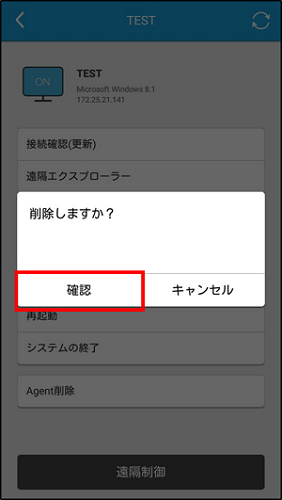 TEST
ON
TEST
Microsoft Windows 8.1
172.25.21.141
接続確認(更新)
遠隔エクスプローラー
削除しますか？
確認
キャンセル
再起動
システムの終了
Agent削除
遠隔制御